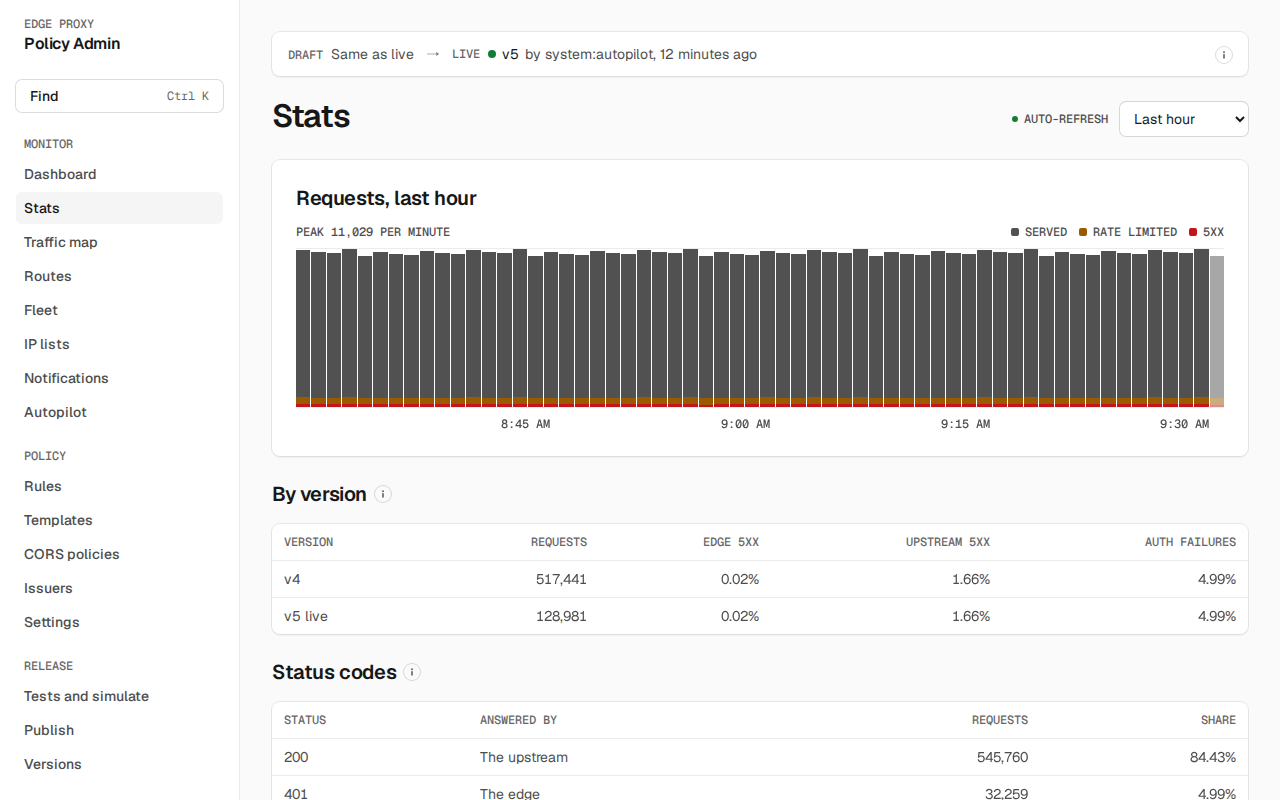 EDGE PROXY
Policy Admin
Find Ctrl K
MONITOR
Dashboard
Stats
Traffic map
Routes
Fleet
IP lists
Notifications
Autopilot
POLICY
Rules
Templates
CORS policies
Issuers
Settings
RELEASE
Tests and simulate
Publish
Versions
DRAFT Same as live → LIVE v5 by system:autopilot, 12 minutes ago
Stats
AUTO-REFRESH Last hour
Requests, last hour
PEAK 11,029 PER MINUTE SERVED RATE LIMITED 5XX
8:45 AM 9:00 AM 9:15 AM 9:30 AM
By version
VERSION REQUESTS EDGE 5XX UPSTREAM 5XX AUTH FAILURES
v4 517,441 0.02% 1.66% 4.99%
v5 live 128,981 0.02% 1.66% 4.99%
Status codes
STATUS ANSWERED BY REQUESTS SHARE
200 The upstream 545,760 84.43%
401 The edge 32,259 4.99%